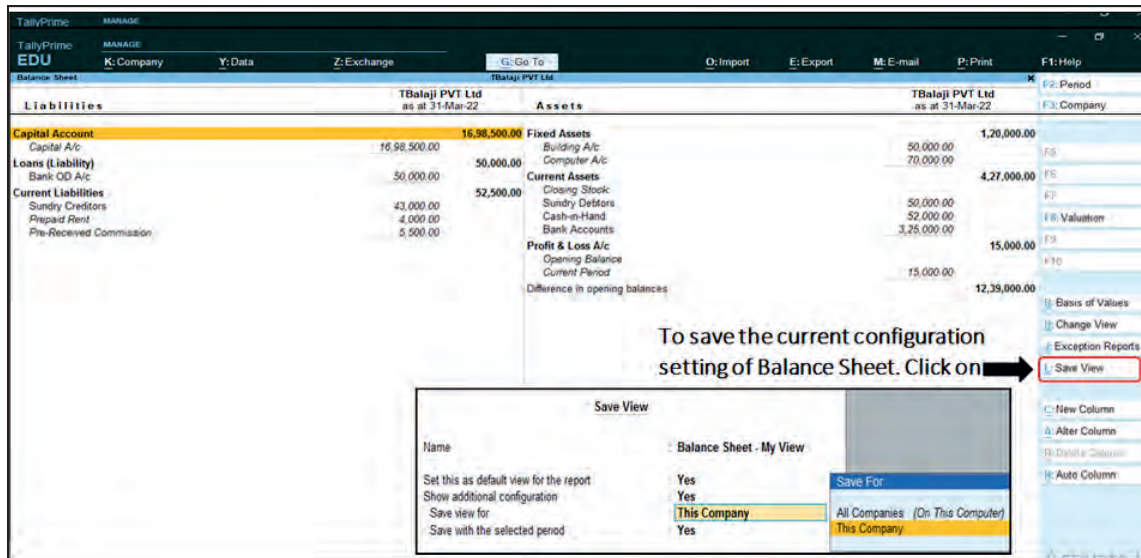 TallyPrime MANAGE
TallyPrime MANAGE
EDU K: Company Y: Data Z: Exchange G: Go To O: Import E: Export M: E-mail P: Print F1: Help
Balance Sheet TBalaji PVT Ltd × F2: Period
TBalaji PVT Ltd TBalaji PVT Ltd
Liabilities as at 31-Mar-22 Assets as at 31-Mar-22 F3: Company
Capital Account 16,98,500.00 Fixed Assets 1,20,000.00
Capital A/c 16,98,500.00 Building A/c 50,000.00
F5
Loans (Liability) 50,000.00 Computer A/c 70,000.00
Bank OD A/c 50,000.00 Current Assets 4,27,000.00 F6
Current Liabilities 52,500.00 Closing Stock
F7
Sundry Creditors 43,000.00 Sundry Debtors 50,000.00
Prepaid Rent 4,000.00 Cash-in-Hand 52,000.00 F8: Valuation
Pre-Received Commission 5,500.00 Bank Accounts 3,25,000.00
Profit & Loss A/c 15,000.00 F9
Opening Balance
F10
Current Period 15,000.00
Difference in opening balances 12,39,000.00
B: Basis of Values
H: Change View
J: Exception Reports
To save the current configuration
setting of Balance Sheet. Click on
L: Save View
C: New Column
A: Alter Column
D: Delete Column
N: Auto Column
Save View
Name : Balance Sheet - My View
Set this as default view for the report : Yes
Show additional configuration : Yes
Save view for : This Company
Save with the selected period : Yes
Save For
All Companies (On This Computer)
This Company